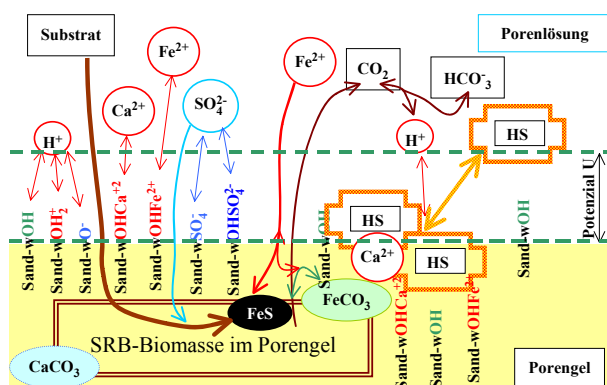 Substrat
Fe²⁺
Porenlösung
Ca²⁺
SO₄²⁻
Fe²⁺
CO₂
HCO⁻₃
H⁺
H⁺
HS
Potenzial U
Sand-wOH
Sand-wOH₂⁺
Sand-wO⁻
Sand-wOHCa⁺²
Sand-wOHFe²⁺
Sand-wSO₄⁻
Sand-wOHSO₄²⁻
Sand-wOH
HS
Ca²⁺
HS
Sand-wOH
FeS
FeCO₃
Sand-wOHCa⁺²
Sand-wOH
Sand-wOHFe²⁺
SRB-Biomasse im Porengel
CaCO₃
Porengel